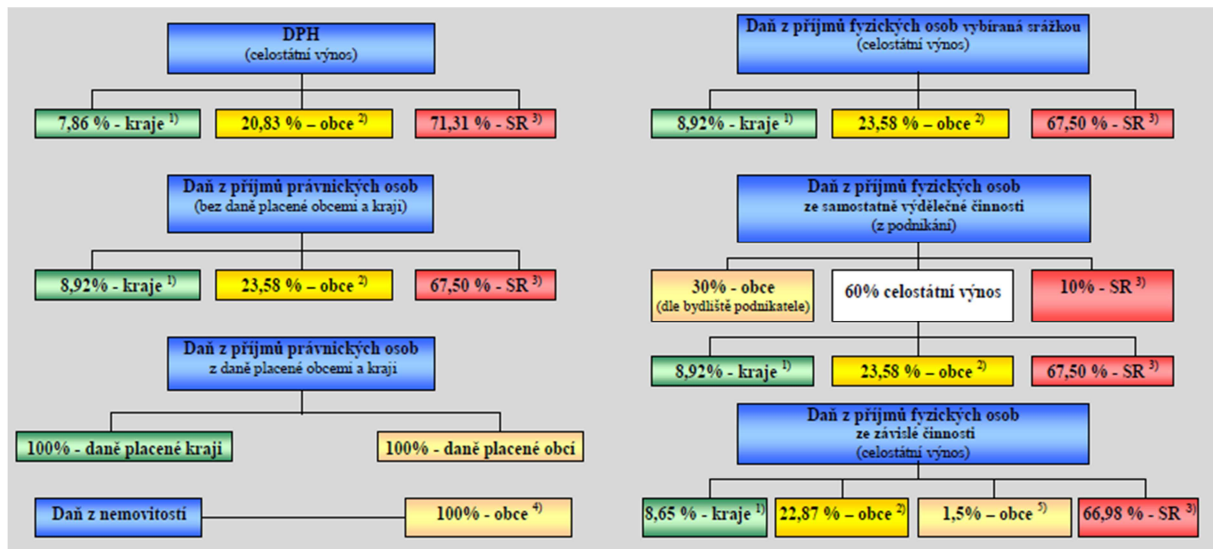 DPH
(celostátní výnos)
7,86 % - kraje 1)
20,83 % – obce 2)
71,31 % - SR 3)
Daň z příjmů právnických osob
(bez daně placené obcemi a kraji)
8,92% - kraje 1)
23,58 % – obce 2)
67,50 % - SR 3)
Daň z příjmů právnických osob
z daně placené obcemi a kraji
100% - daně placené kraji
100% - daně placené obcí
Daň z nemovitostí
100% - obce 4)
Daň z příjmů fyzických osob vybíraná srážkou
(celostátní výnos)
8,92% - kraje 1)
23,58 % – obce 2)
67,50 % - SR 3)
Daň z příjmů fyzických osob
ze samostatně výdělečné činnosti
(z podnikání)
30% - obce
(dle bydliště podnikatele)
60% celostátní výnos
10% - SR 3)
8,92% - kraje 1)
23,58 % – obce 2)
67,50 % - SR 3)
Daň z příjmů fyzických osob
ze závislé činnosti
(celostátní výnos)
8,65 % - kraje 1)
22,87 % – obce 2)
1,5% – obce 5)
66,98 % - SR 3)